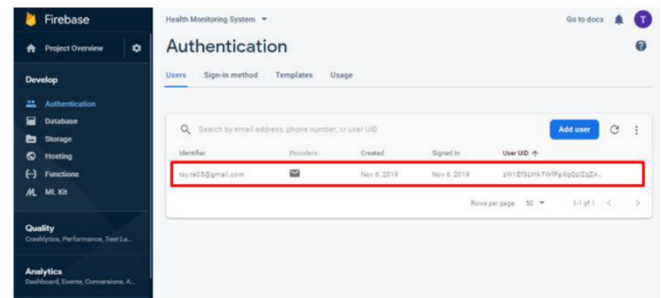 Firebase
Health Monitoring System
Go to docs
T
Project Overview
Authentication
Develop
Users Sign-in method Templates Usage
Authentication
Database
Storage
Hosting
Functions
ML Kit
Search by email address, phone number, or user UID
Add user
Identifier Providers Created Signed In User UID
@gmail.com Nov 6, 2019 Nov 6, 2019
Rows per page: 50 1-1 of 1
Quality
Crashlytics, Performance, Test La...
Analytics
Dashboard, Events, Conversions, A...